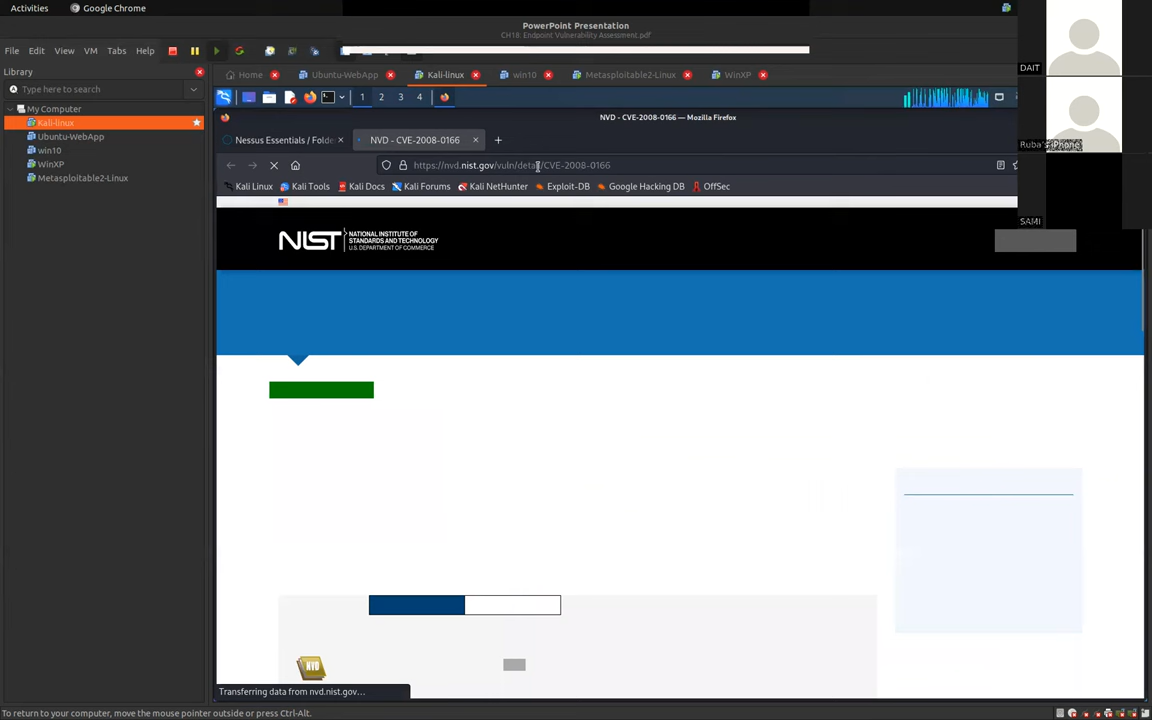 Activities
Google Chrome
PowerPoint Presentation
CH18: Endpoint Vulnerability Assessment.pdf
File Edit View VM Tabs Help
Library
Type here to search
My Computer
Kali-linux
Ubuntu-WebApp
win10
WinXP
Metasploitable2-Linux
Home
Ubuntu-WebApp
Kali-linux
win10
Metasploitable2-Linux
WinXP
1 2 3 4
NVD - CVE-2008-0166 — Mozilla Firefox
Nessus Essentials / Folde
NVD - CVE-2008-0166
https://nvd.nist.gov/vuln/detail/CVE-2008-0166
Kali Linux
Kali Tools
Kali Docs
Kali Forums
Kali NetHunter
Exploit-DB
Google Hacking DB
OffSec
NIST
NATIONAL INSTITUTE OF
STANDARDS AND TECHNOLOGY
U.S. DEPARTMENT OF COMMERCE
NVD
Transferring data from nvd.nist.gov...
To return to your computer, move the mouse pointer outside or press Ctrl-Alt.
DAIT
Ruba's iPhone
SAMI